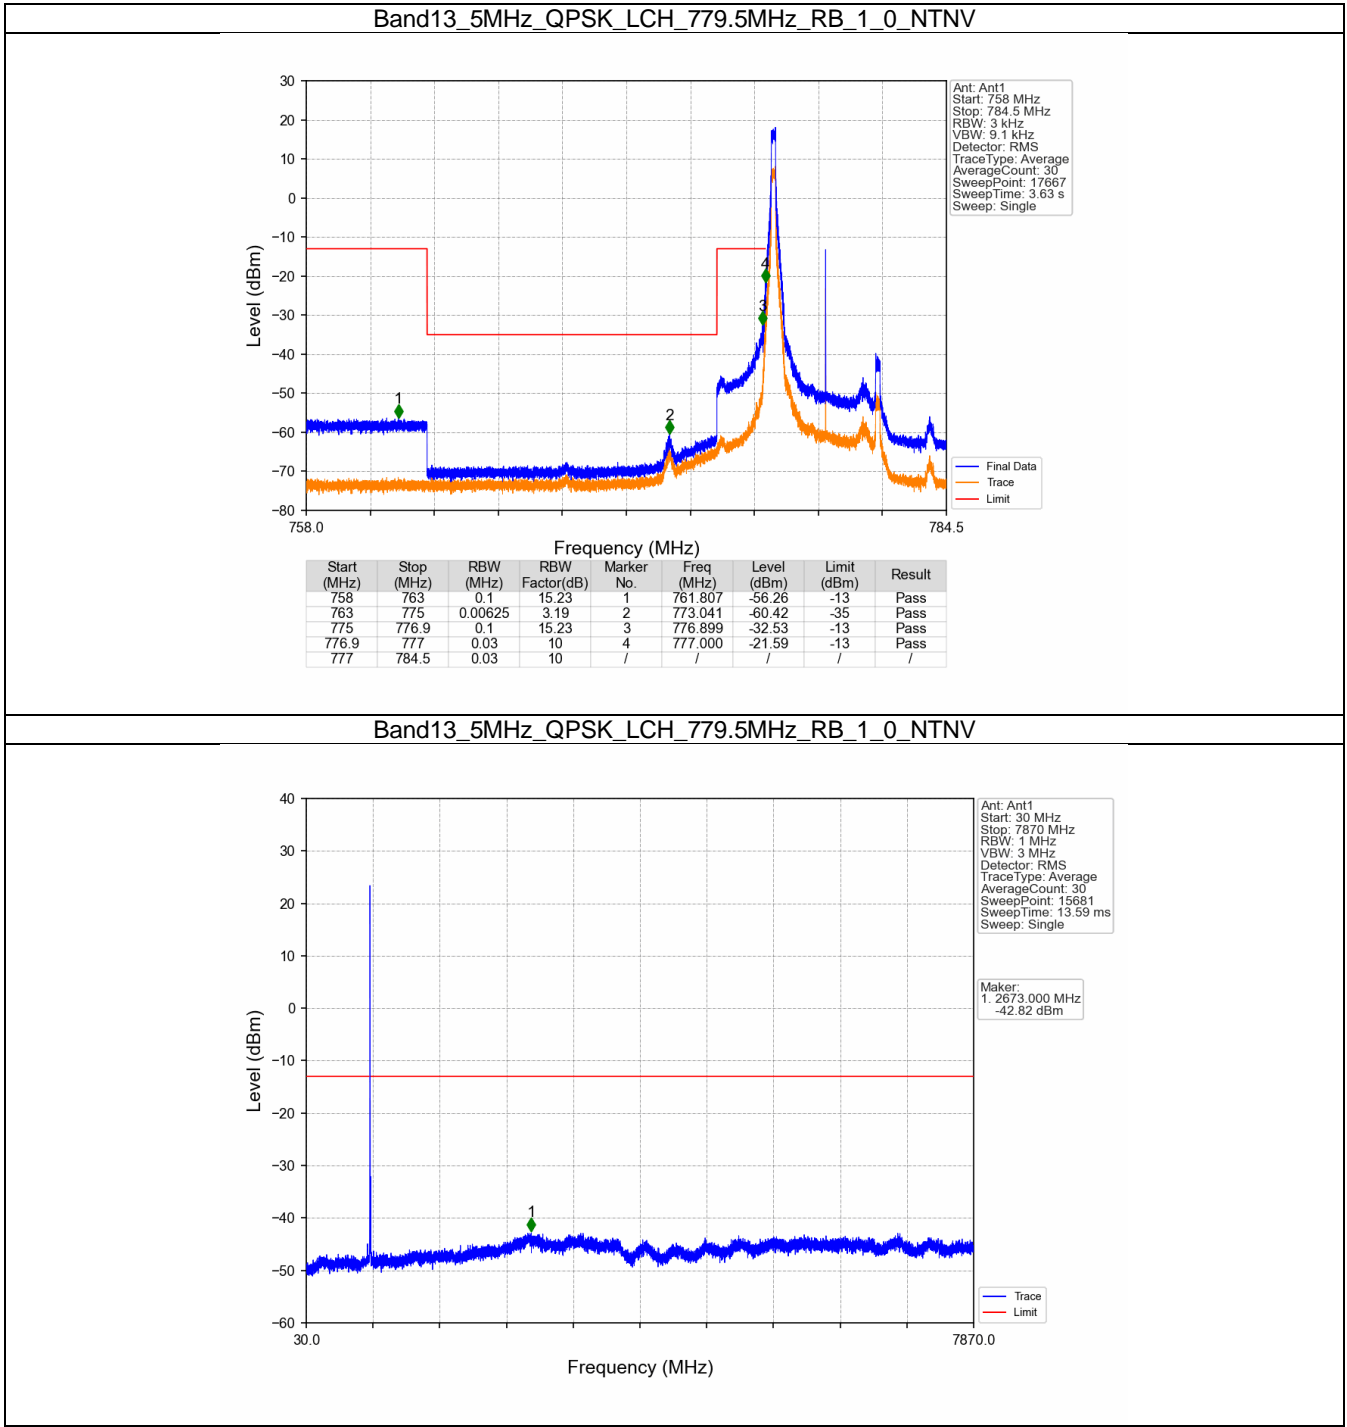 Band13_5MHz_QPSK_LCH_779.5MHz_RB_1_0_NTNV
30
20
10
0
−10
−20
−30
−40
−50
−60
−70
−80
Level (dBm)
1
2
3
4
758.0
784.5
Frequency (MHz)
Ant: Ant1
Start: 758 MHz
Stop: 784.5 MHz
RBW: 3 kHz
VBW: 9.1 kHz
Detector: RMS
TraceType: Average
AverageCount: 30
SweepPoint: 17667
SweepTime: 3.63 s
Sweep: Single
Final Data
Trace
Limit
Start (MHz) Stop (MHz) RBW (MHz) RBW Factor(dB) Marker No. Freq (MHz) Level (dBm) Limit (dBm) Result
758 763 0.1 15.23 1 761.807 -56.26 -13 Pass
763 775 0.00625 3.19 2 773.041 -60.42 -35 Pass
775 776.9 0.1 15.23 3 776.899 -32.53 -13 Pass
776.9 777 0.03 10 4 777.000 -21.59 -13 Pass
777 784.5 0.03 10 / / / / /
Band13_5MHz_QPSK_LCH_779.5MHz_RB_1_0_NTNV
40
30
20
10
0
−10
−20
−30
−40
−50
−60
Level (dBm)
1
30.0
7870.0
Frequency (MHz)
Ant: Ant1
Start: 30 MHz
Stop: 7870 MHz
RBW: 1 MHz
VBW: 3 MHz
Detector: RMS
TraceType: Average
AverageCount: 30
SweepPoint: 15681
SweepTime: 13.59 ms
Sweep: Single
Maker:
1. 2673.000 MHz
-42.82 dBm
Trace
Limit